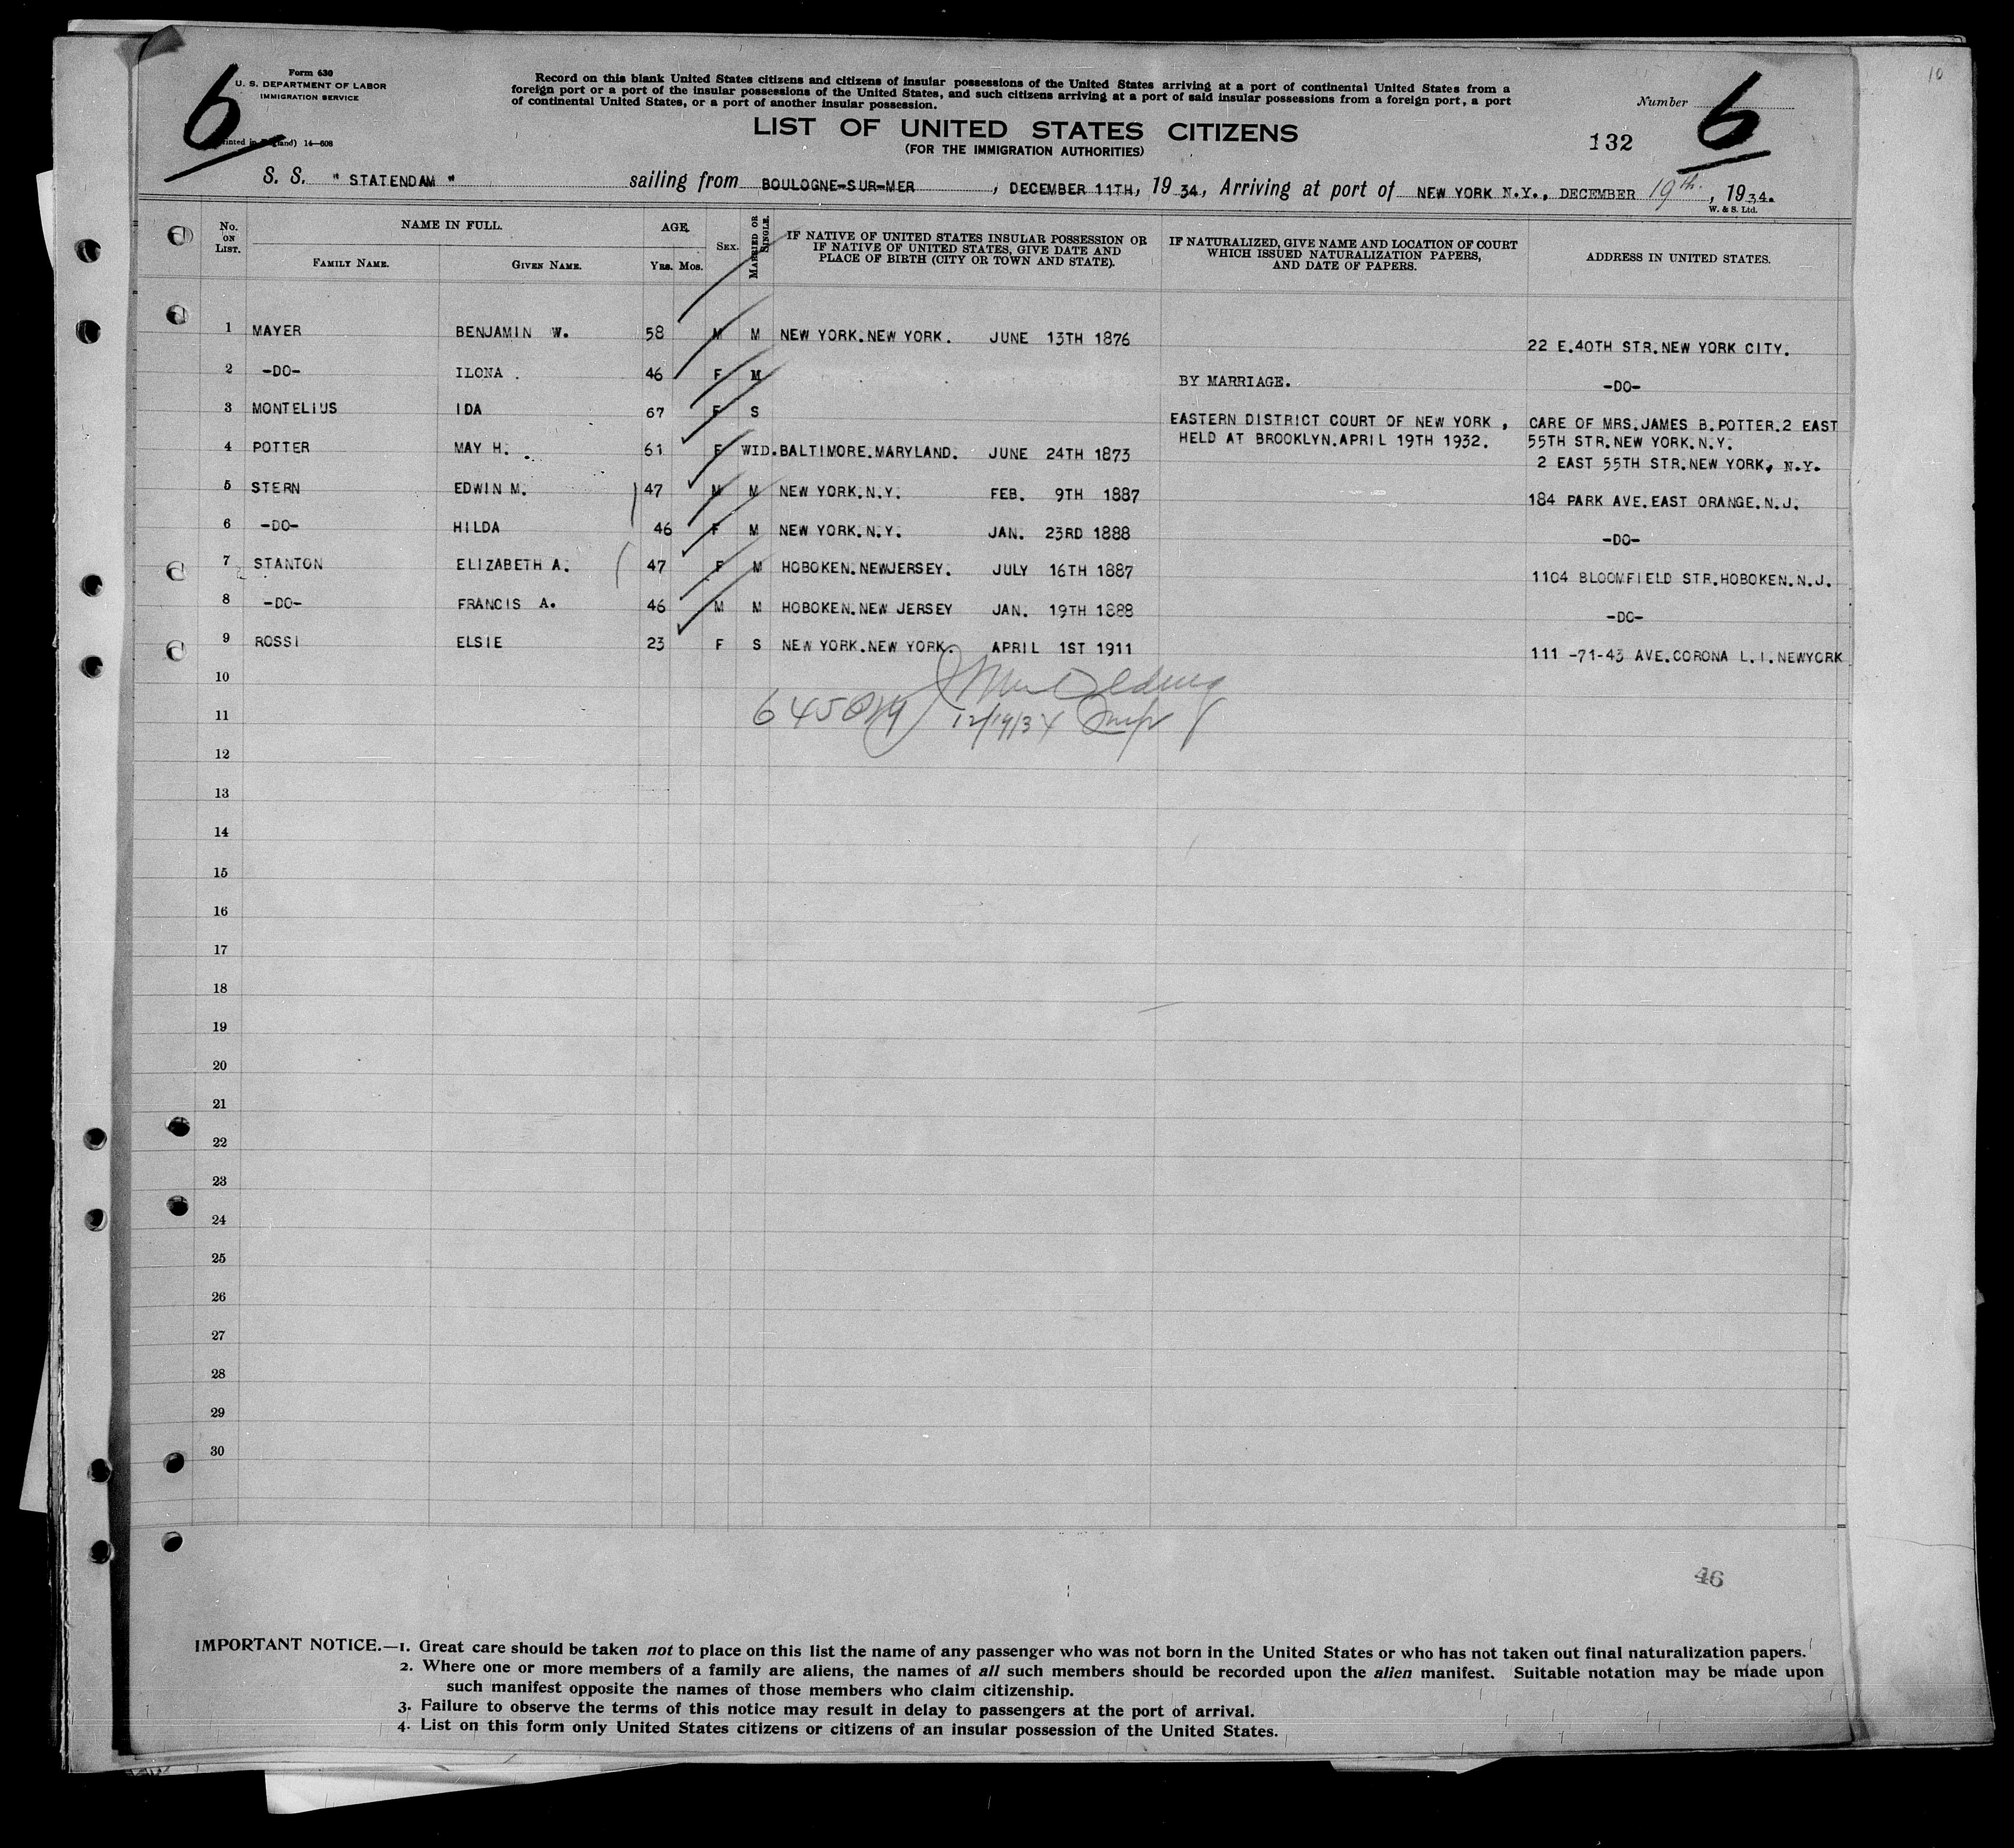 Form 630
U. S. DEPARTMENT OF LABOR
IMMIGRATION SERVICE
6
14—608
Record on this blank United States citizens and citizens of insular possessions of the United States arriving at a port of continental United States from a
foreign port or a port of the insular possessions of the United States, and such citizens arriving at a port of said insular possessions from a foreign port, a port
of continental United States, or a port of another insular possession.
10
Number 6
LIST OF UNITED STATES CITIZENS
(FOR THE IMMIGRATION AUTHORITIES)
132
S. S. " STATENDAM " sailing from BOULOGNE-SUR-MER , DECEMBER 11TH, 19 34, Arriving at port of NEW YORK N.Y., DECEMBER 19th. , 19 34.
W. & S. Ltd.
No. ON LIST. NAME IN FULL. FAMILY NAME. GIVEN NAME. AGE. YRS. MOS. SEX. MARRIED OR SINGLE. IF NATIVE OF UNITED STATES INSULAR POSSESSION OR IF NATIVE OF UNITED STATES, GIVE DATE AND PLACE OF BIRTH (CITY OR TOWN AND STATE). IF NATURALIZED, GIVE NAME AND LOCATION OF COURT WHICH ISSUED NATURALIZATION PAPERS, AND DATE OF PAPERS. ADDRESS IN UNITED STATES.
1 MAYER BENJAMIN W. 58 M M NEW YORK.NEW YORK. JUNE 13TH 1876 22 E.40TH STR.NEW YORK CITY.
2 -DO- ILONA . 46 F M BY MARRIAGE. -DO-
3 MONTELIUS IDA 67 F S EASTERN DISTRICT COURT OF NEW YORK , CARE OF MRS.JAMES B.POTTER.2 EAST
HELD AT BROOKLYN.APRIL 19TH 1932. 55TH STR.NEW YORK.N.Y.
4 POTTER MAY H. 61 F WID. BALTIMORE.MARYLAND. JUNE 24TH 1873 2 EAST 55TH STR.NEW YORK, N.Y.
5 STERN EDWIN M. 47 M M NEW YORK.N.Y. FEB. 9TH 1887 184 PARK AVE.EAST ORANGE.N.J.
6 -DO- HILDA 46 F M NEW YORK.N.Y. JAN. 23RD 1888 -DO-
7 STANTON ELIZABETH A. 47 F M HOBOKEN.NEWJERSEY. JULY 16TH 1887 1104 BLOOMFIELD STR.HOBOKEN.N.J.
8 -DO- FRANCIS A. 46 M M HOBOKEN.NEW JERSEY JAN. 19TH 1888 -DO-
9 ROSSI ELSIE 23 F S NEW YORK.NEW YORK. APRIL 1ST 1911 111 -71-43 AVE.CORONA L.I.NEWYORK
10
11 12/19/34
12
13
14
15
16
17
18
19
20
21
22
23
24
25
26
27
28
29
30
46
IMPORTANT NOTICE.—1. Great care should be taken not to place on this list the name of any passenger who was not born in the United States or who has not taken out final naturalization papers.
2. Where one or more members of a family are aliens, the names of all such members should be recorded upon the alien manifest. Suitable notation may be made upon
such manifest opposite the names of those members who claim citizenship.
3. Failure to observe the terms of this notice may result in delay to passengers at the port of arrival.
4. List on this form only United States citizens or citizens of an insular possession of the United States.